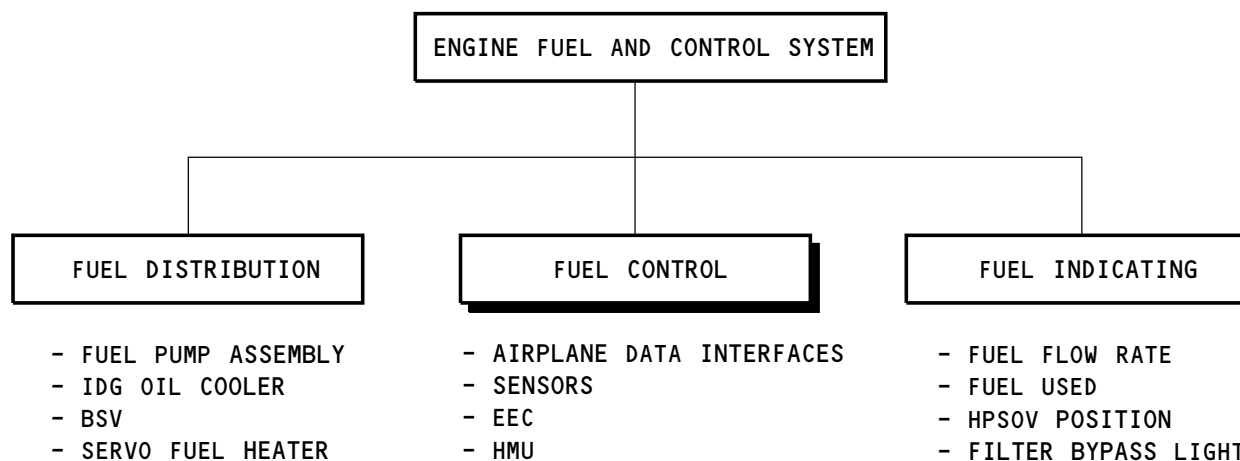 ENGINE FUEL AND CONTROL SYSTEM
FUEL DISTRIBUTION
- FUEL PUMP ASSEMBLY
- IDG OIL COOLER
- BSV
- SERVO FUEL HEATER
FUEL CONTROL
- AIRPLANE DATA INTERFACES
- SENSORS
- EEC
- HMU
FUEL INDICATING
- FUEL FLOW RATE
- FUEL USED
- HPSOV POSITION
- FILTER BYPASS LIGHT